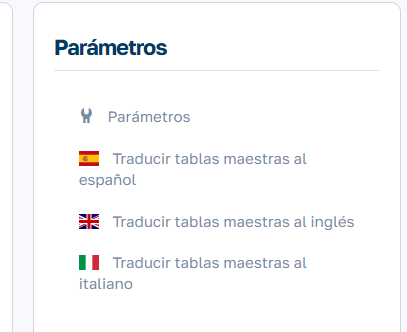 Parámetros
Parámetros
Traducir tablas maestras al
español
Traducir tablas maestras al inglés
Traducir tablas maestras al
italiano